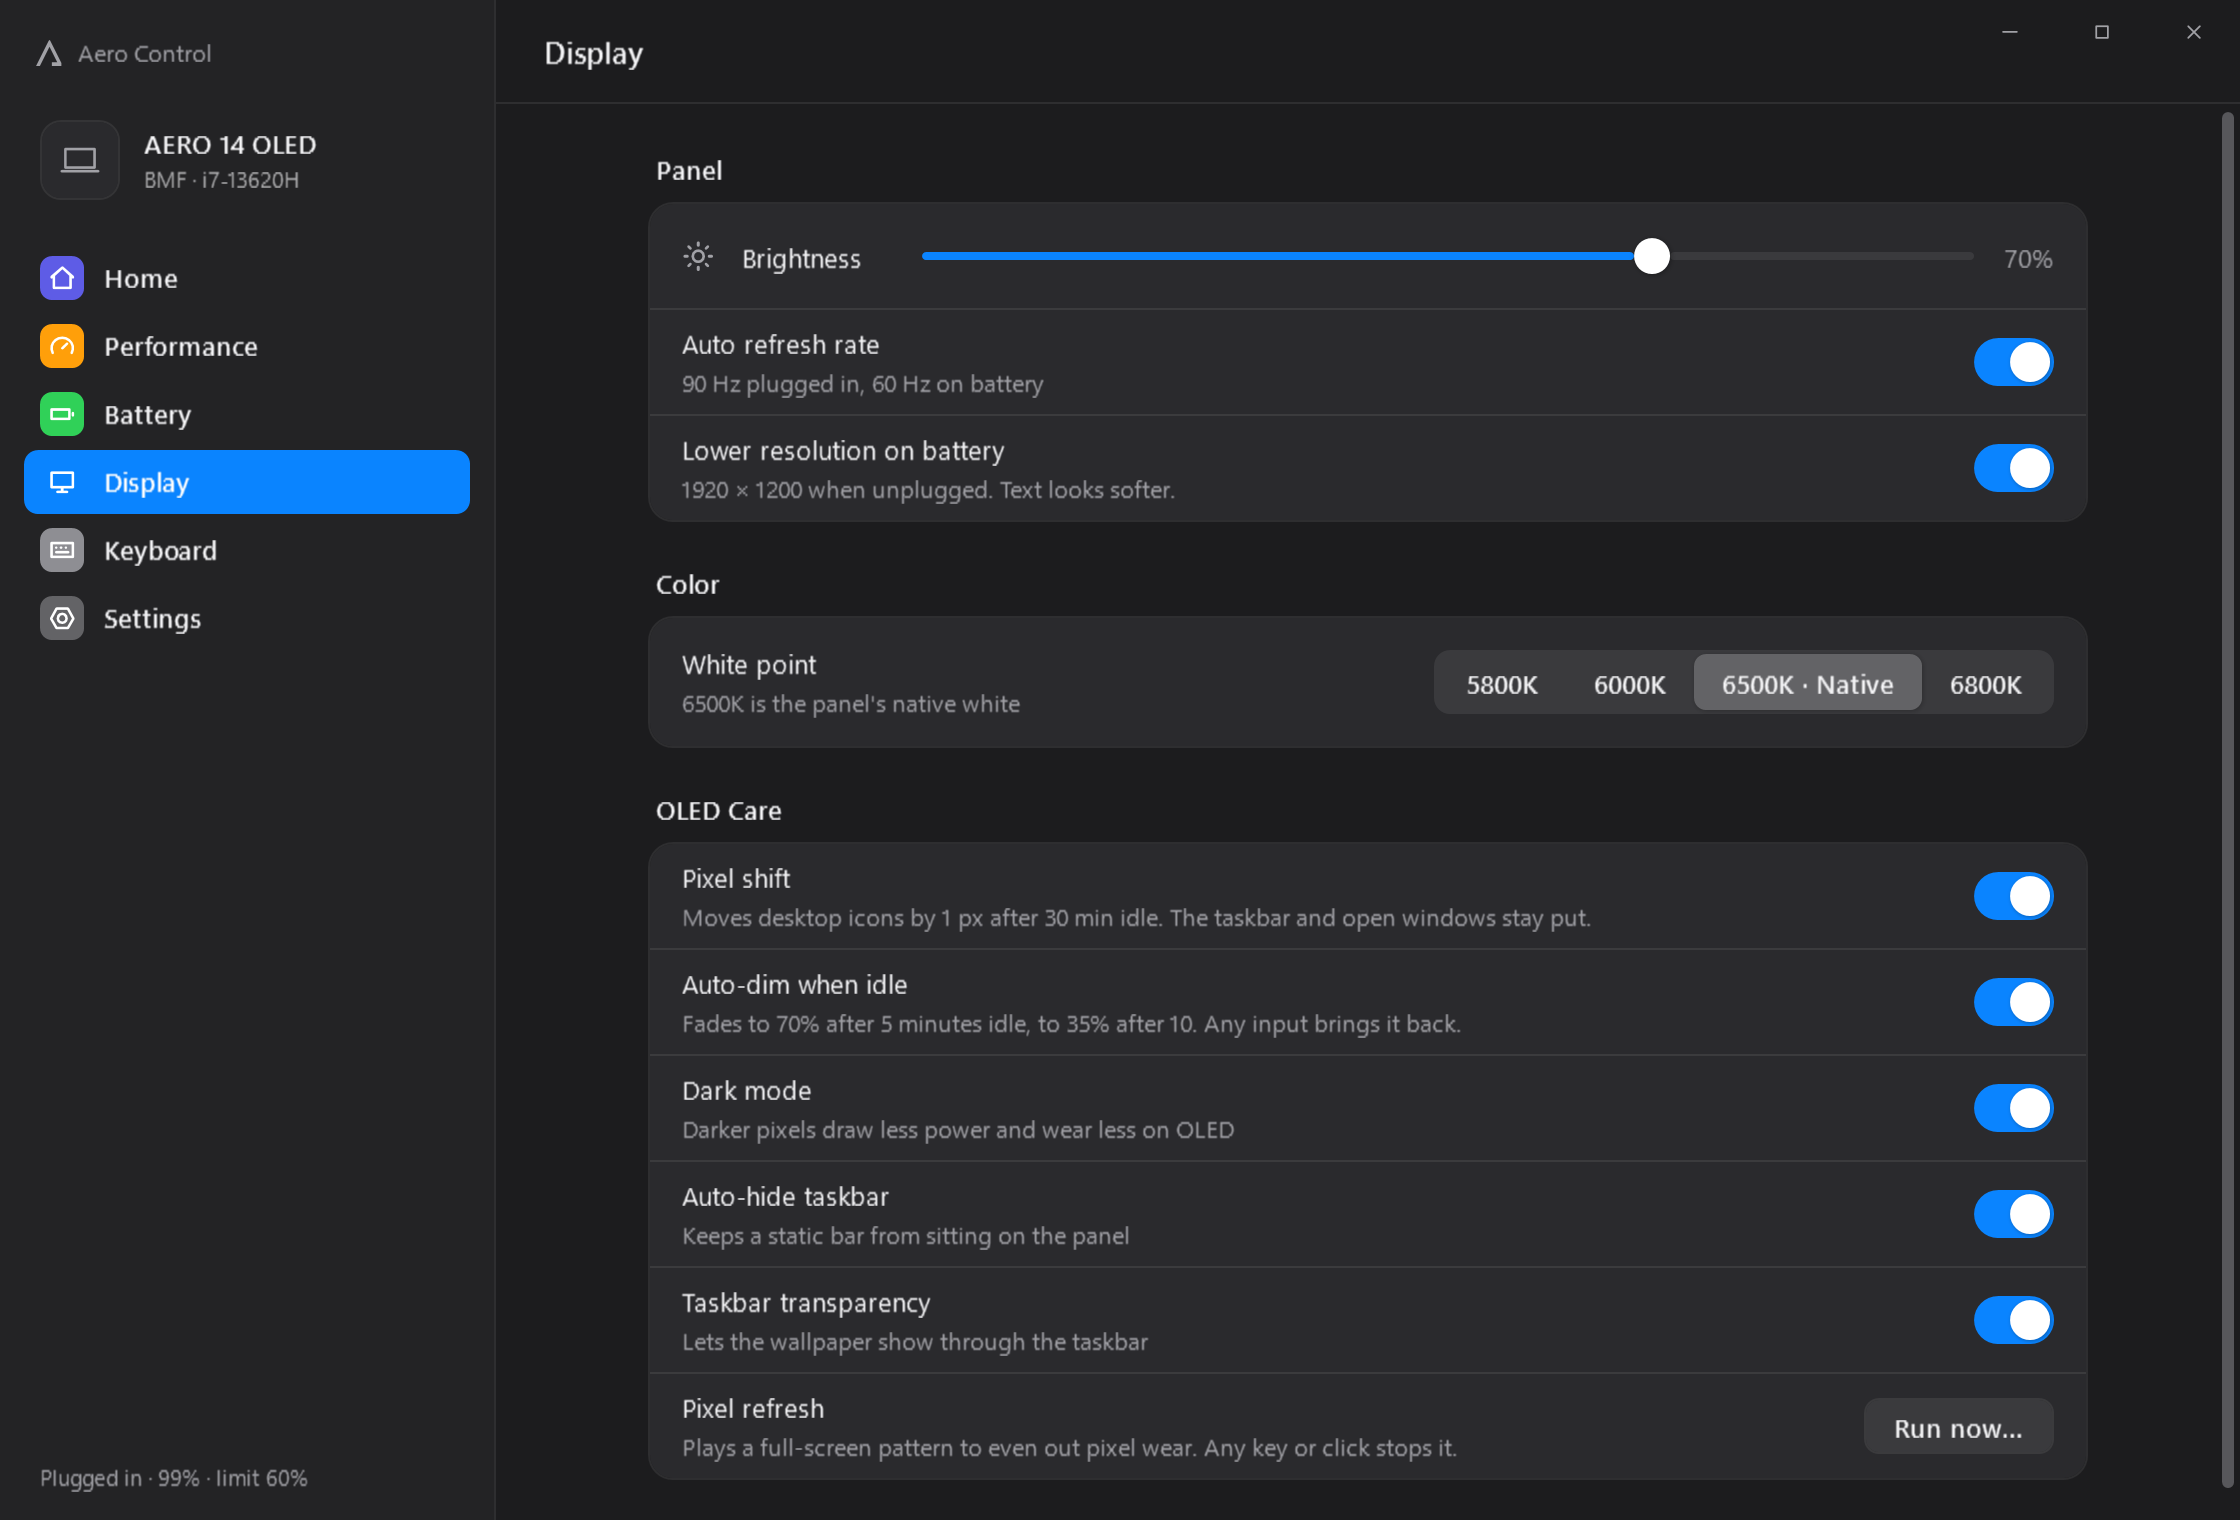 Aero Control
AERO 14 OLED
BMF · i7-13620H
Home
Performance
Battery
Display
Keyboard
Settings
Plugged in · 99% · limit 60%
Display
Panel
Brightness
70%
Auto refresh rate
90 Hz plugged in, 60 Hz on battery
Lower resolution on battery
1920 × 1200 when unplugged. Text looks softer.
Color
White point
6500K is the panel's native white
5800K 6000K 6500K · Native 6800K
OLED Care
Pixel shift
Moves desktop icons by 1 px after 30 min idle. The taskbar and open windows stay put.
Auto-dim when idle
Fades to 70% after 5 minutes idle, to 35% after 10. Any input brings it back.
Dark mode
Darker pixels draw less power and wear less on OLED
Auto-hide taskbar
Keeps a static bar from sitting on the panel
Taskbar transparency
Lets the wallpaper show through the taskbar
Pixel refresh
Plays a full-screen pattern to even out pixel wear. Any key or click stops it.
Run now...